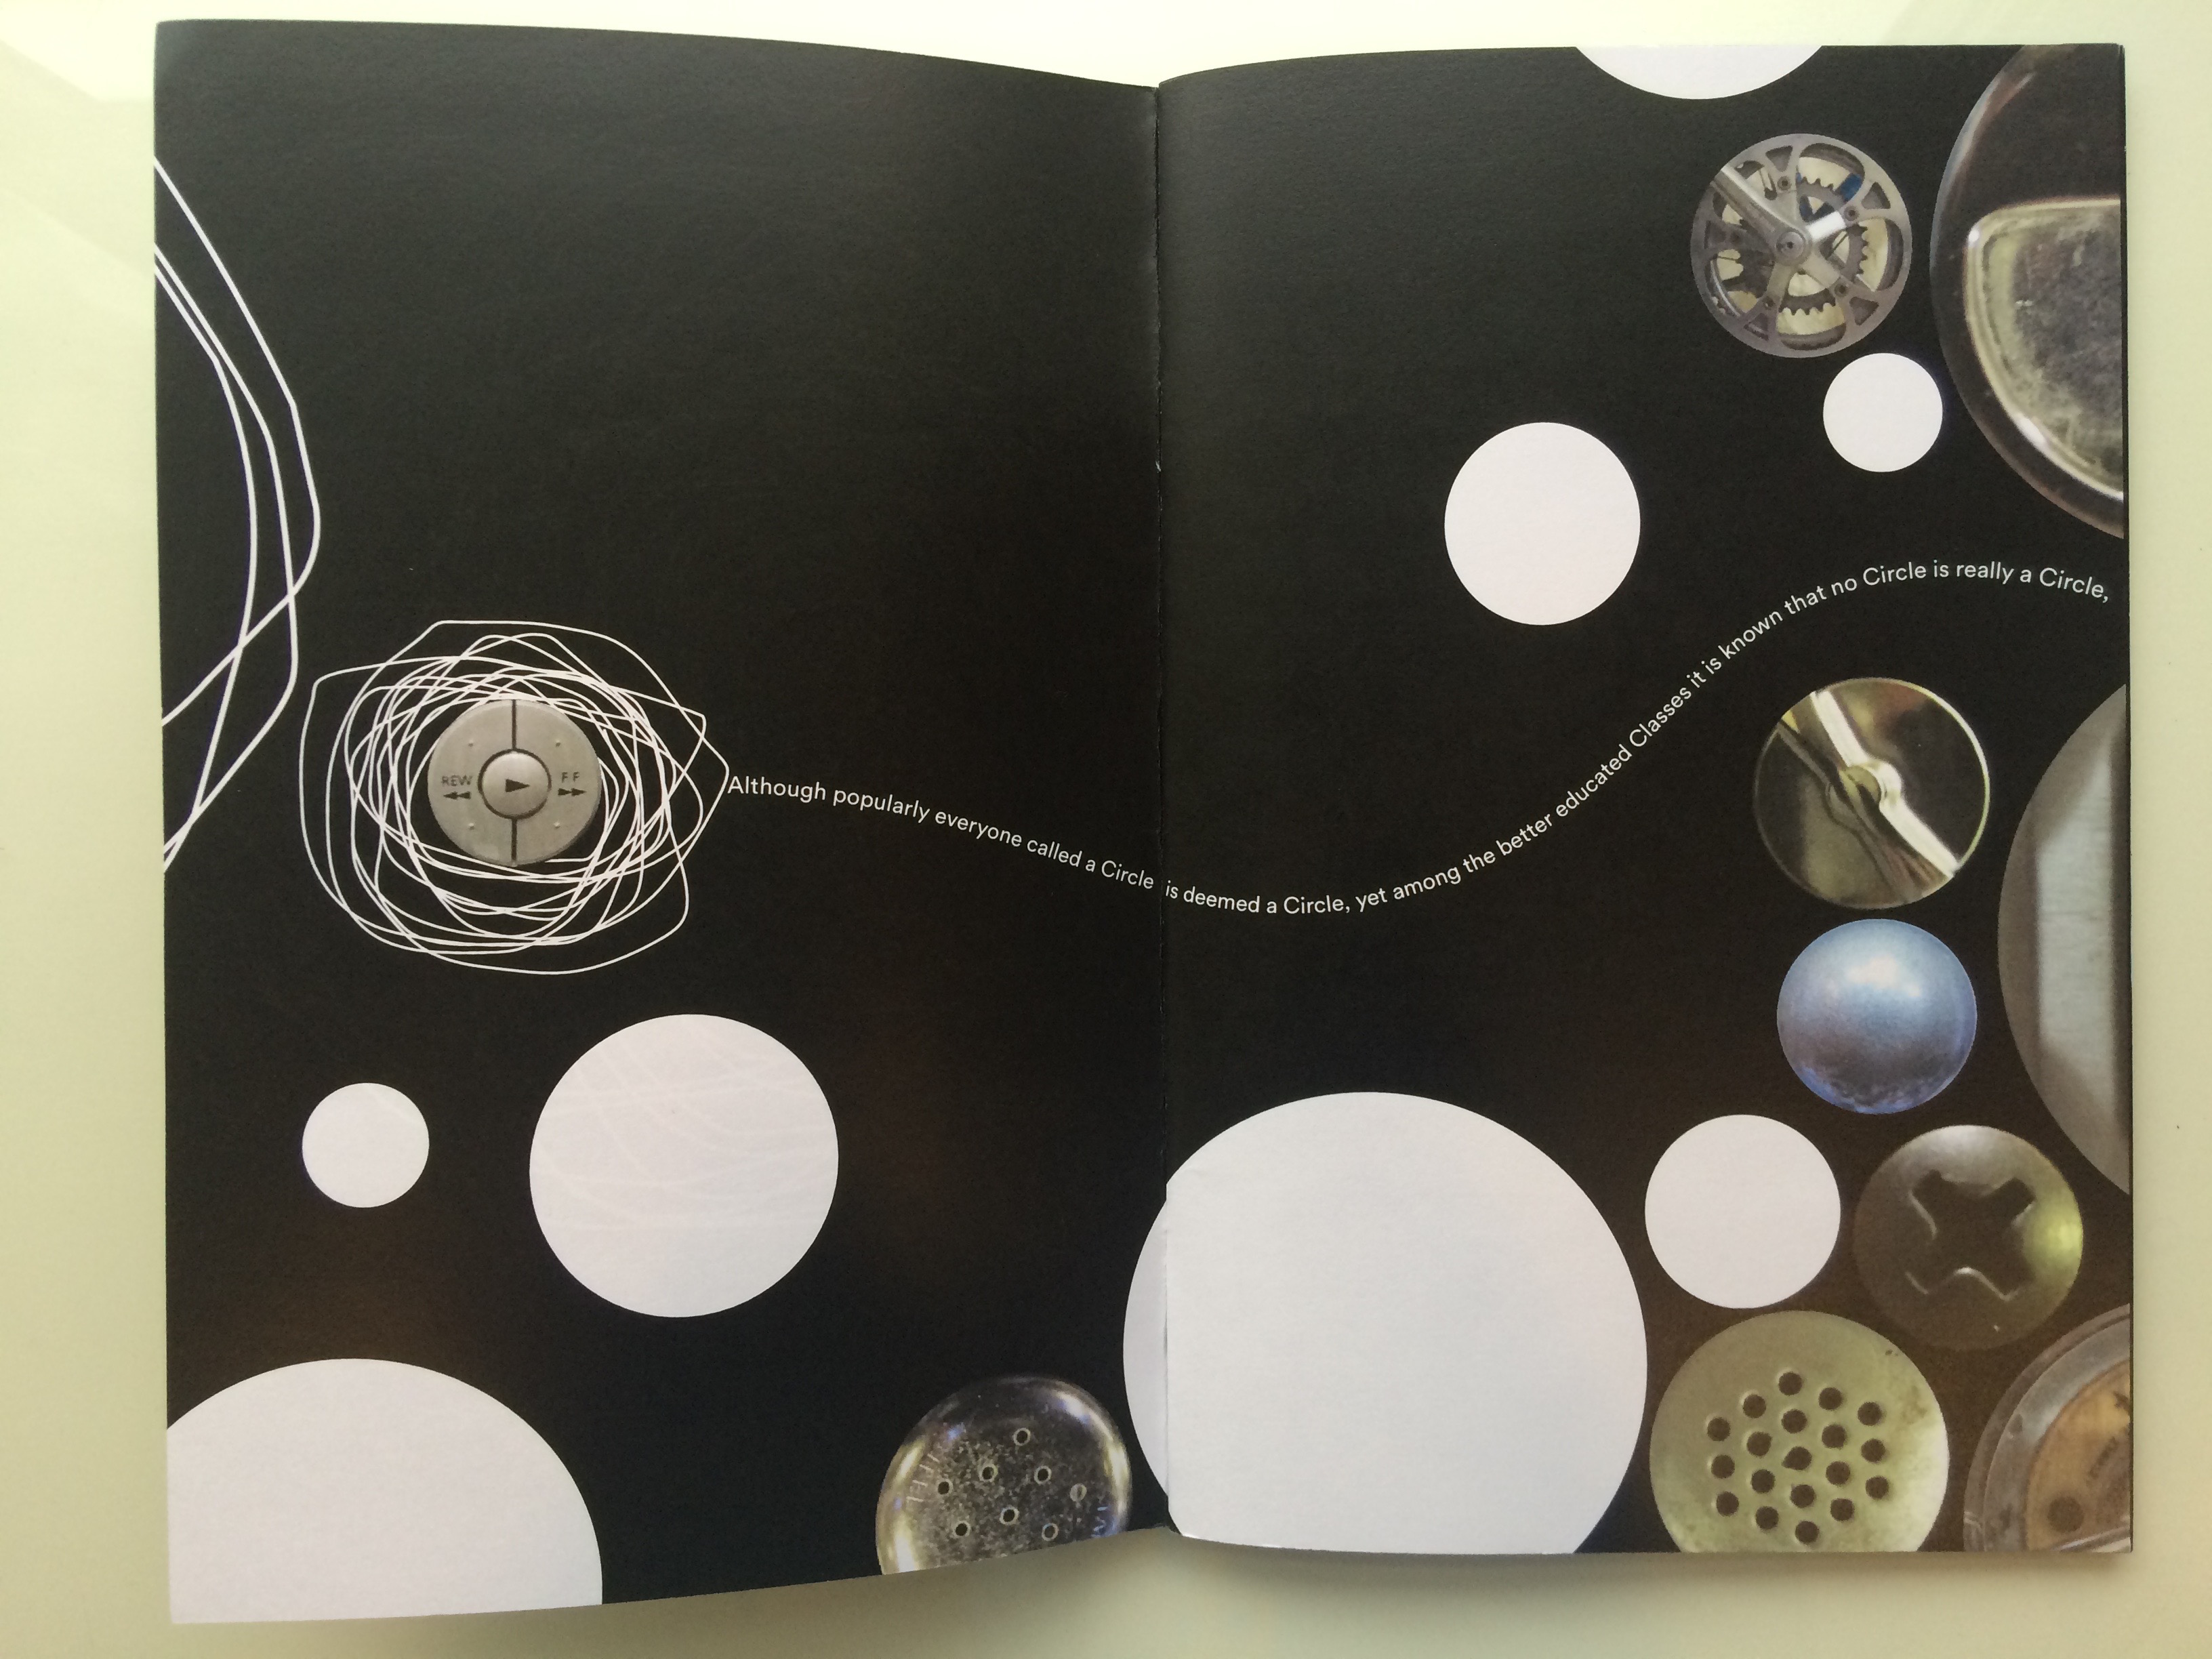 REW
FF
Although popularly everyone called a Circle is deemed a Circle, yet among the better educated Classes it is known that no Circle is really a Circle,